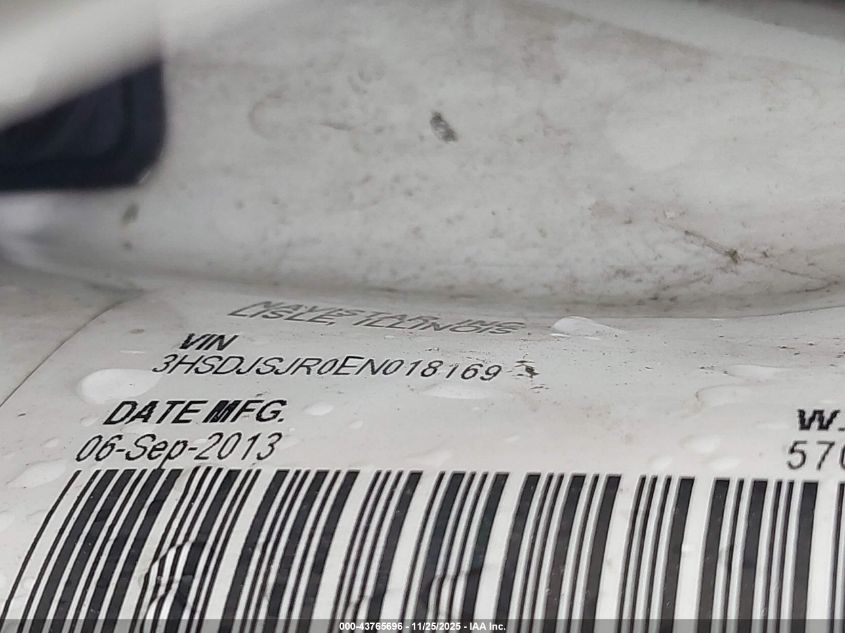 NAVISTAR, INC.
LISLE, ILLINOIS
VIN
3HSDJSJR0EN018169
DATE MFG.
06-Sep-2013
000-43765696 - 11/25/2025 - IAA Inc.